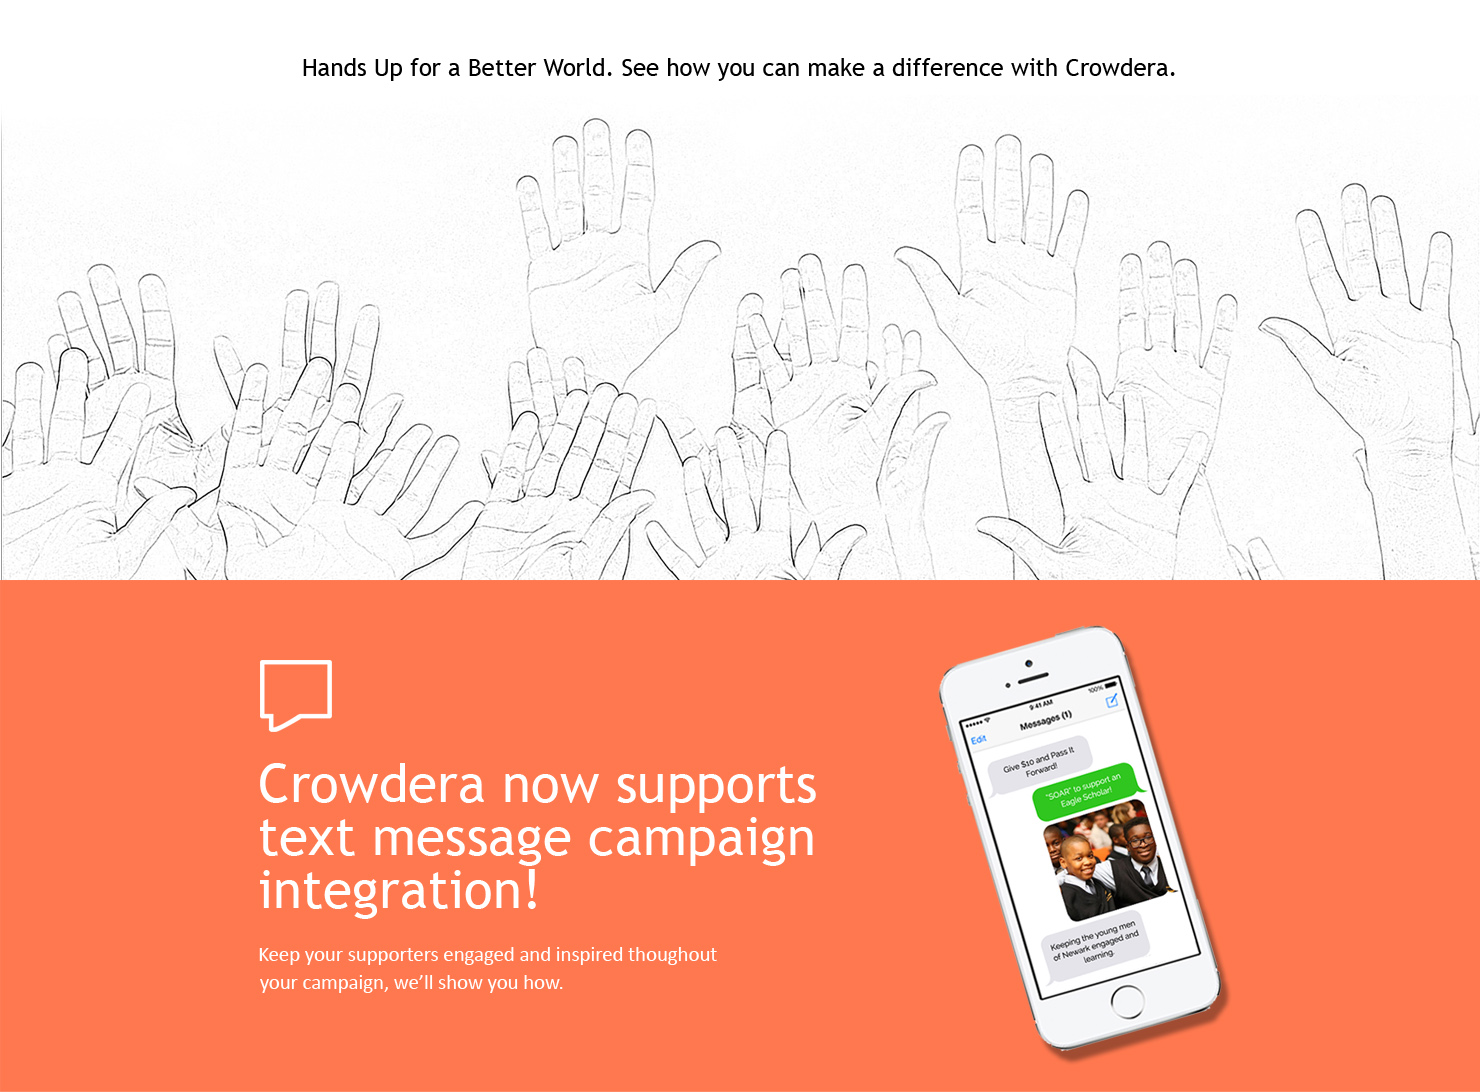 Hands Up for a Better World. See how you can make a difference with Crowdera.
Crowdera now supports
text message campaign
integration!
Keep your supporters engaged and inspired thoughout
your campaign, we'll show you how.
9:41 AM
100%
Edit
Messages (1)
Give $10 and Pass It
Forward!
"SOAR" to support an
Eagle Scholar!
Keeping the young men
of Newark engaged and
learning.